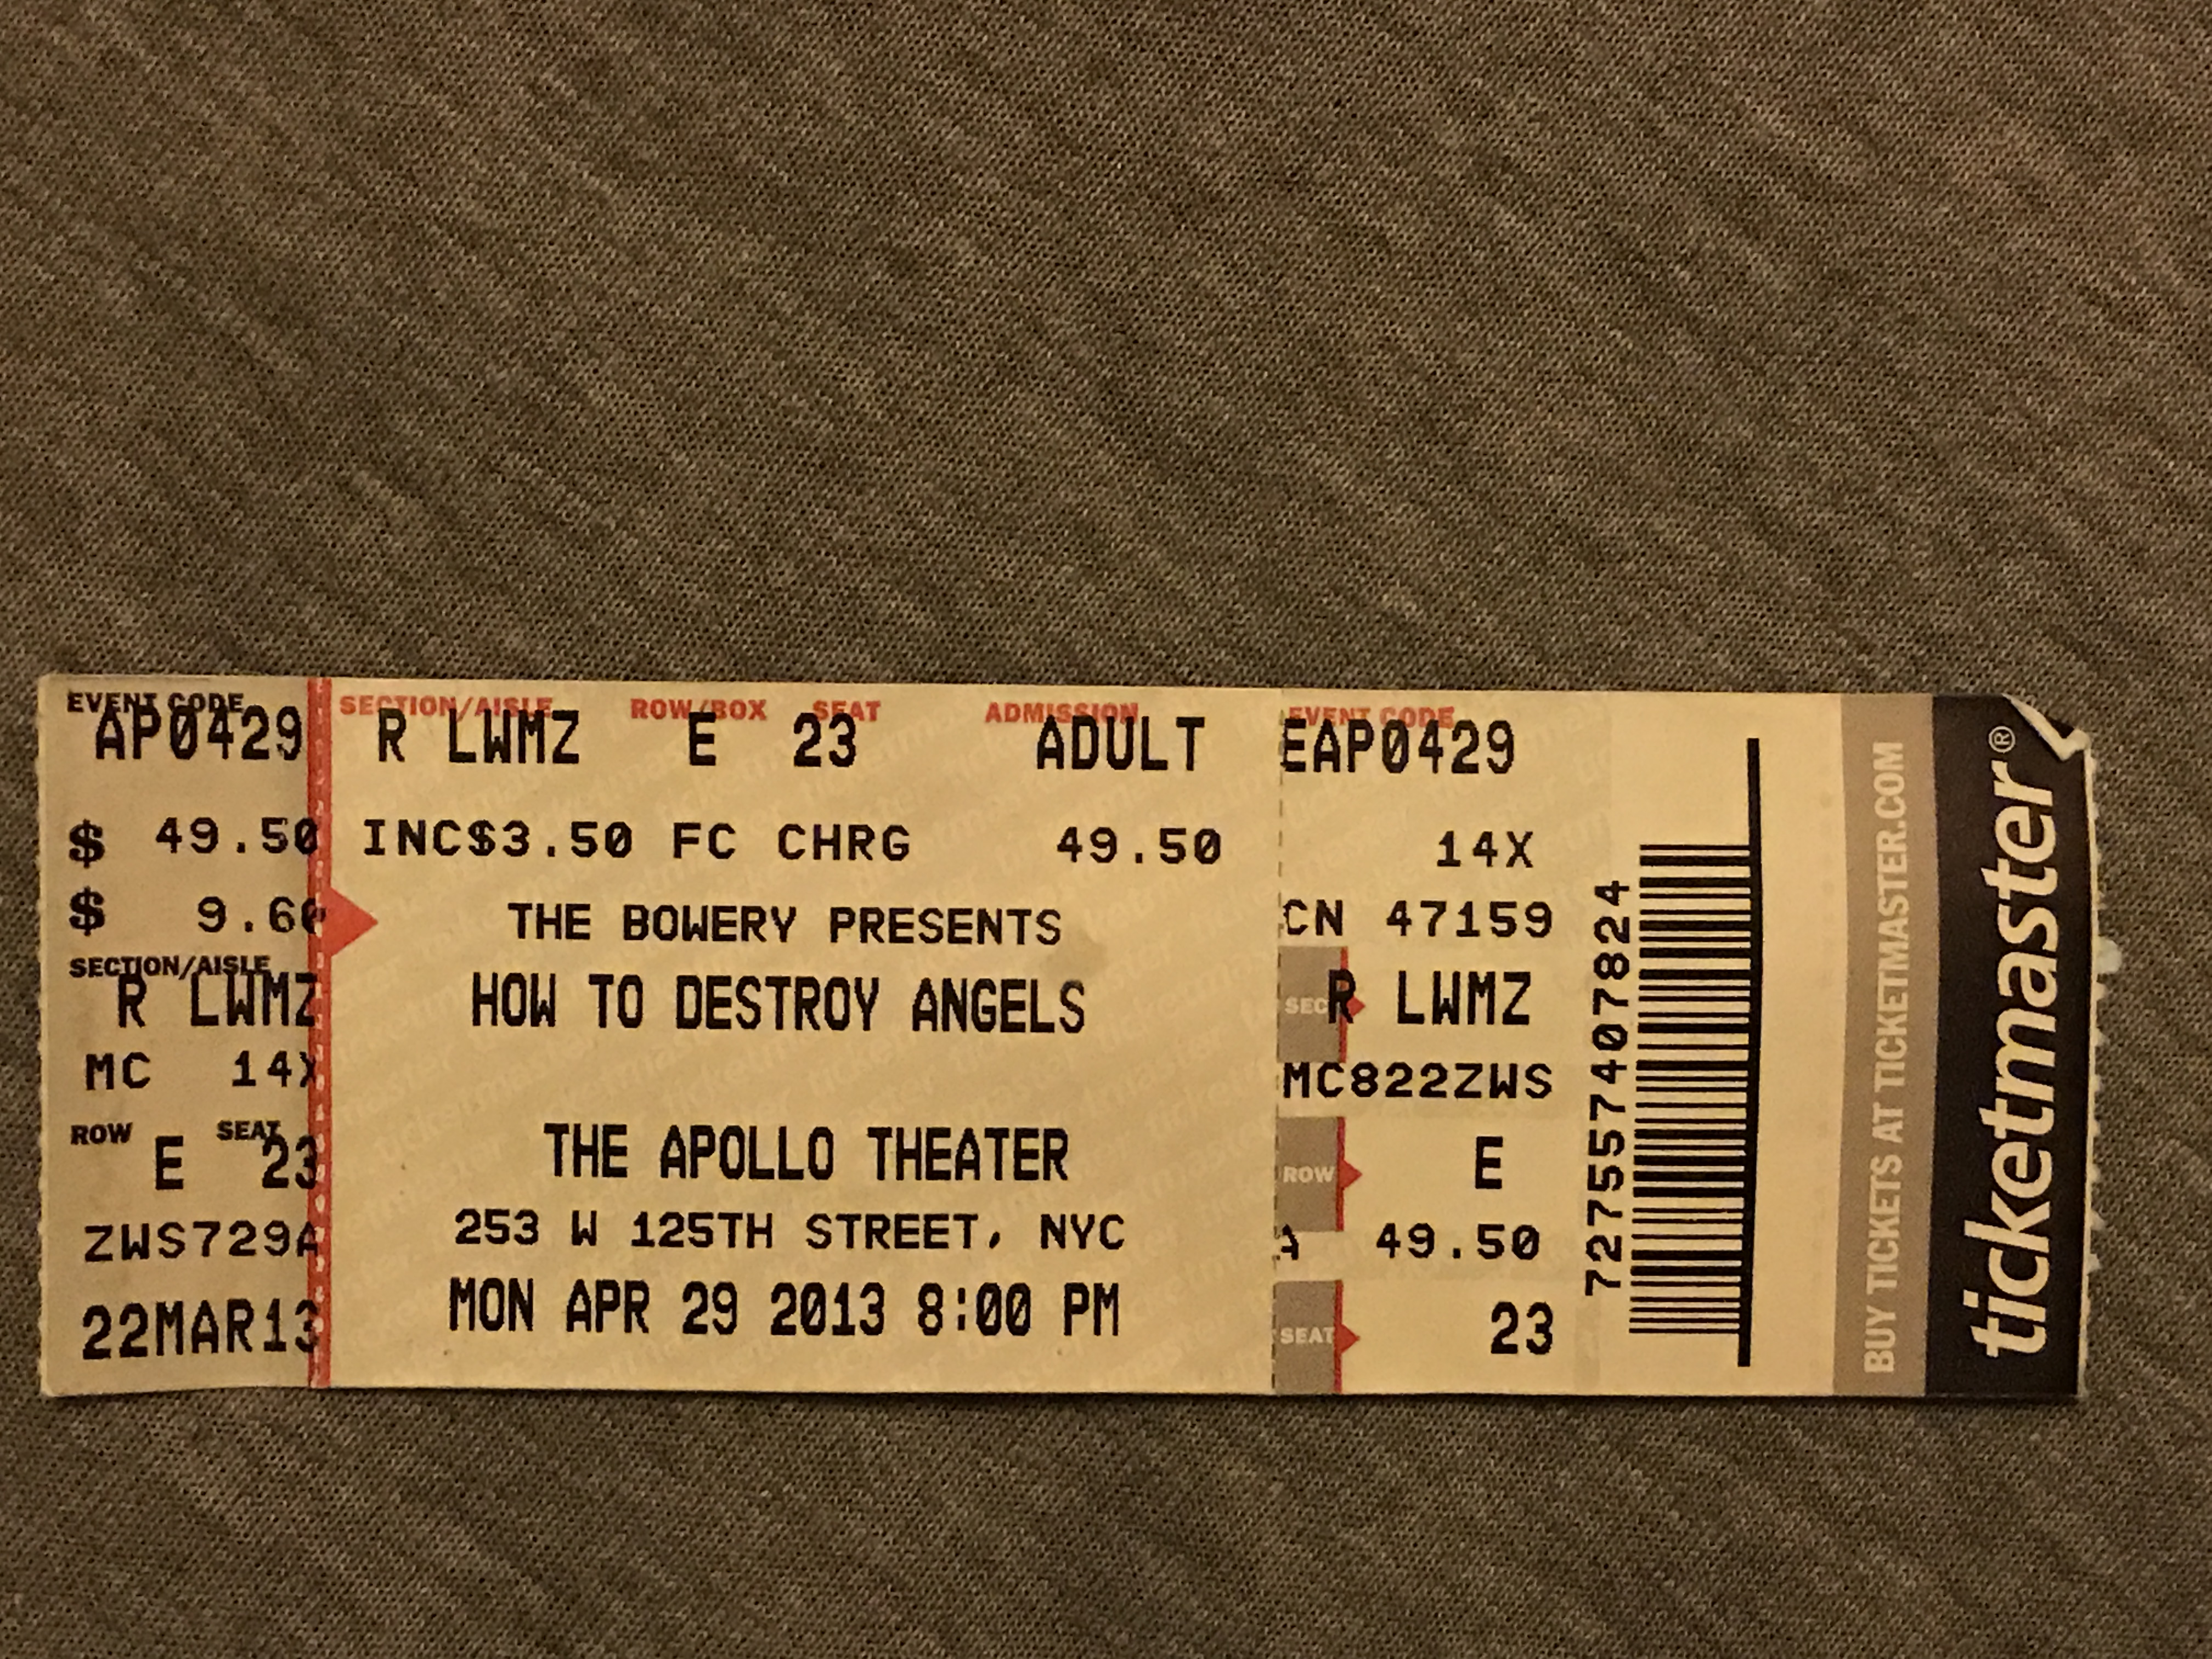 EVENT CODE
AP0429
$ 49.50
$ 9.60
SECTION/AISLE
R LWMZ
MC 14X
ROW SEAT
E 23
ZWS729A
22MAR13
SECTION/AISLE ROW/BOX SEAT ADMISSION
R LWMZ E 23 ADULT
INC$3.50 FC CHRG 49.50
THE BOWERY PRESENTS
HOW TO DESTROY ANGELS
THE APOLLO THEATER
253 W 125TH STREET, NYC
MON APR 29 2013 8:00 PM
EVENT CODE
EAP0429
14X
CN 47159
SEC R LWMZ
MC822ZWS
ROW E
A 49.50
SEAT 23
727557407824
BUY TICKETS AT TICKETMASTER.COM
ticketmaster®